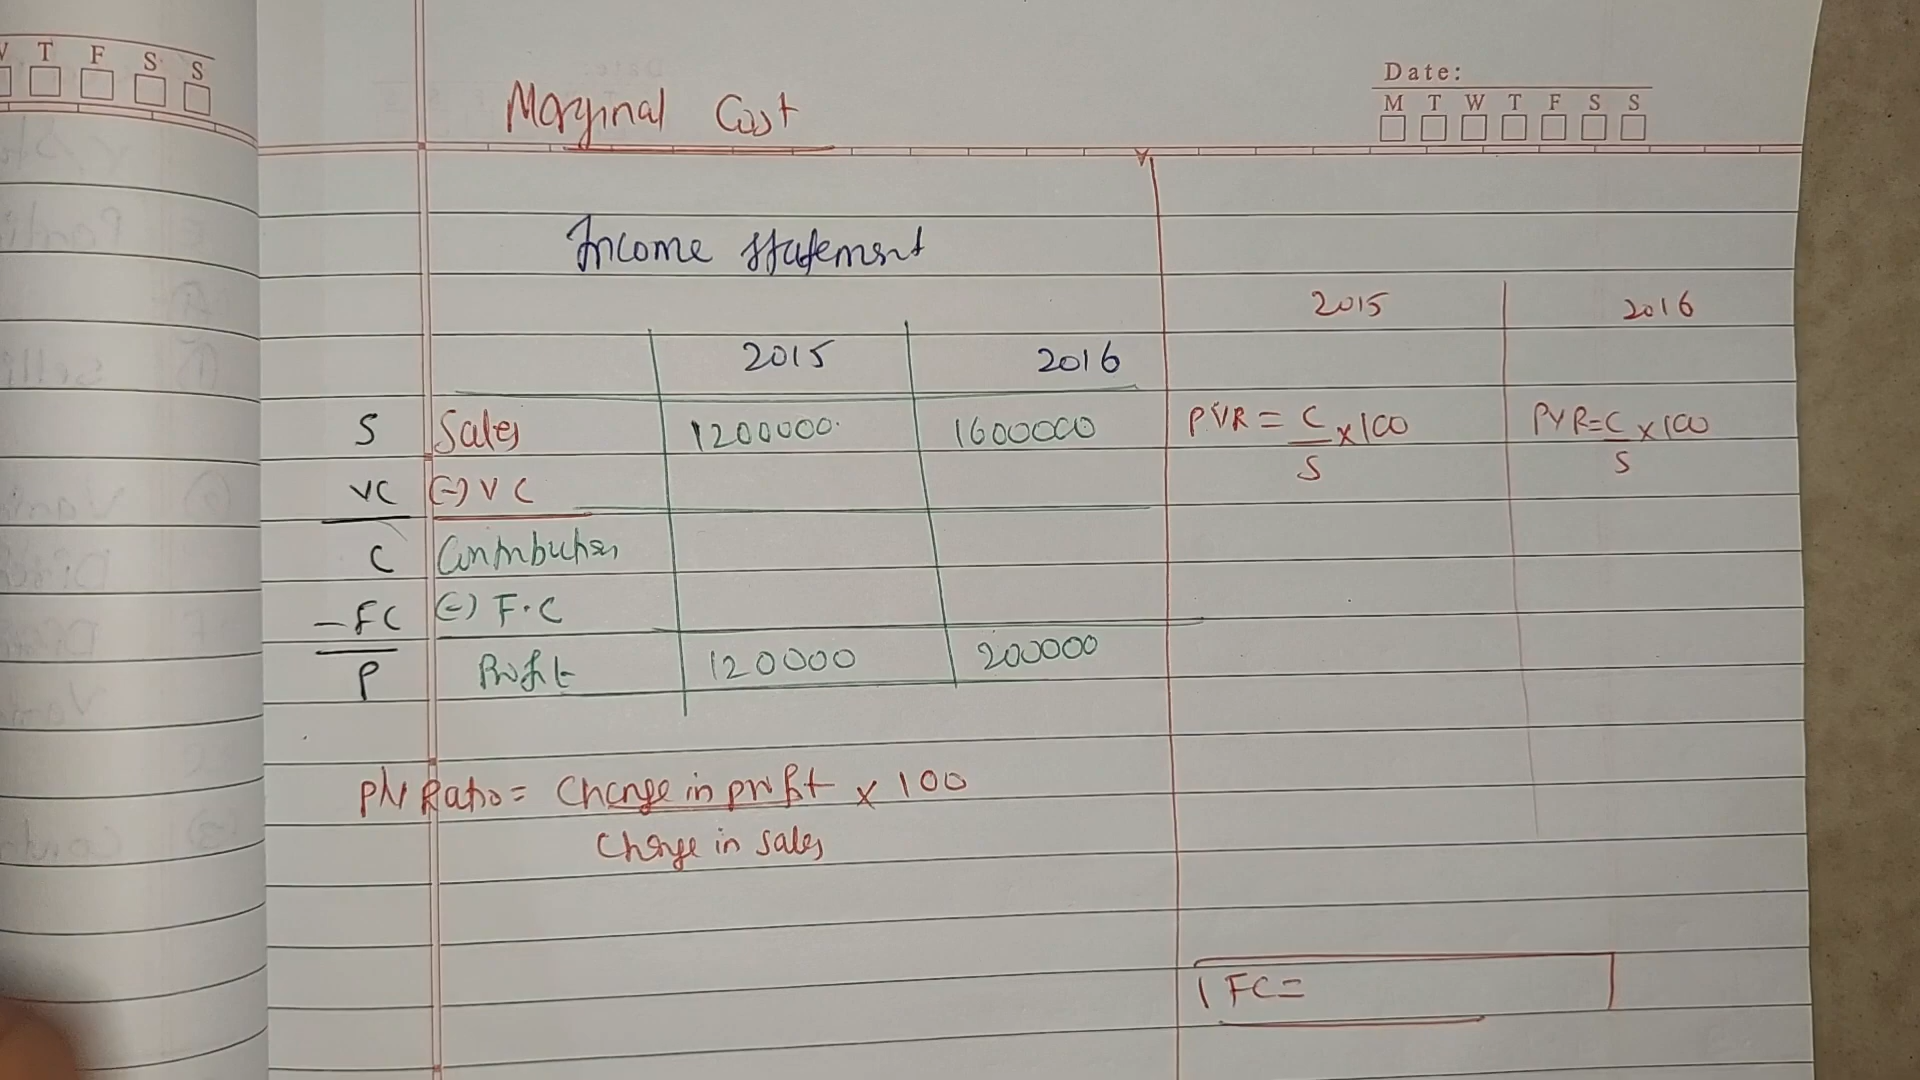 T F S S
Marginal Cost
Date:
M T W T F S S
Income statement
2015 2016
S Sales 1200000 1600000
VC (-) V C
C Contribution
- FC (-) F.C
P Profit 120000 200000
P/V Ratio = Change in profit x 100
Change in sales
2015 2016
PVR = C x 100
S
PVR = C x 100
S
FC =